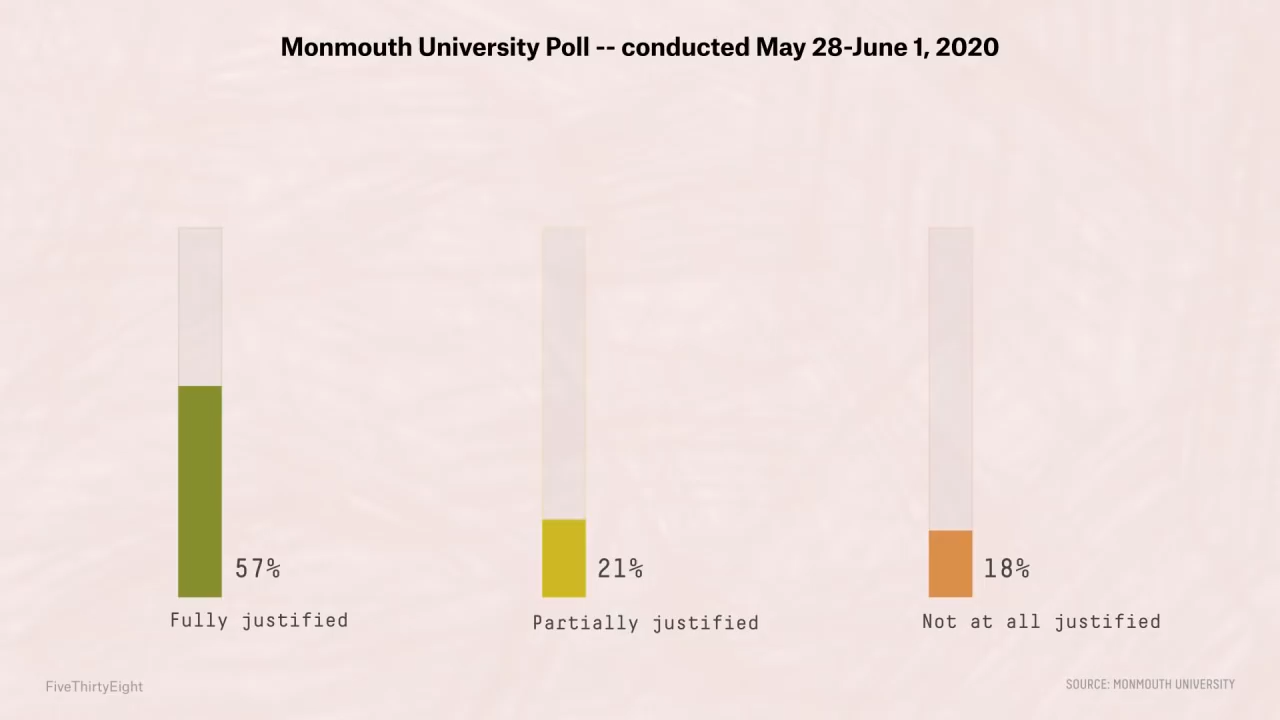 Monmouth University Poll -- conducted May 28-June 1, 2020
57%
21%
18%
Fully justified
Partially justified
Not at all justified
FiveThirtyEight
SOURCE: MONMOUTH UNIVERSITY